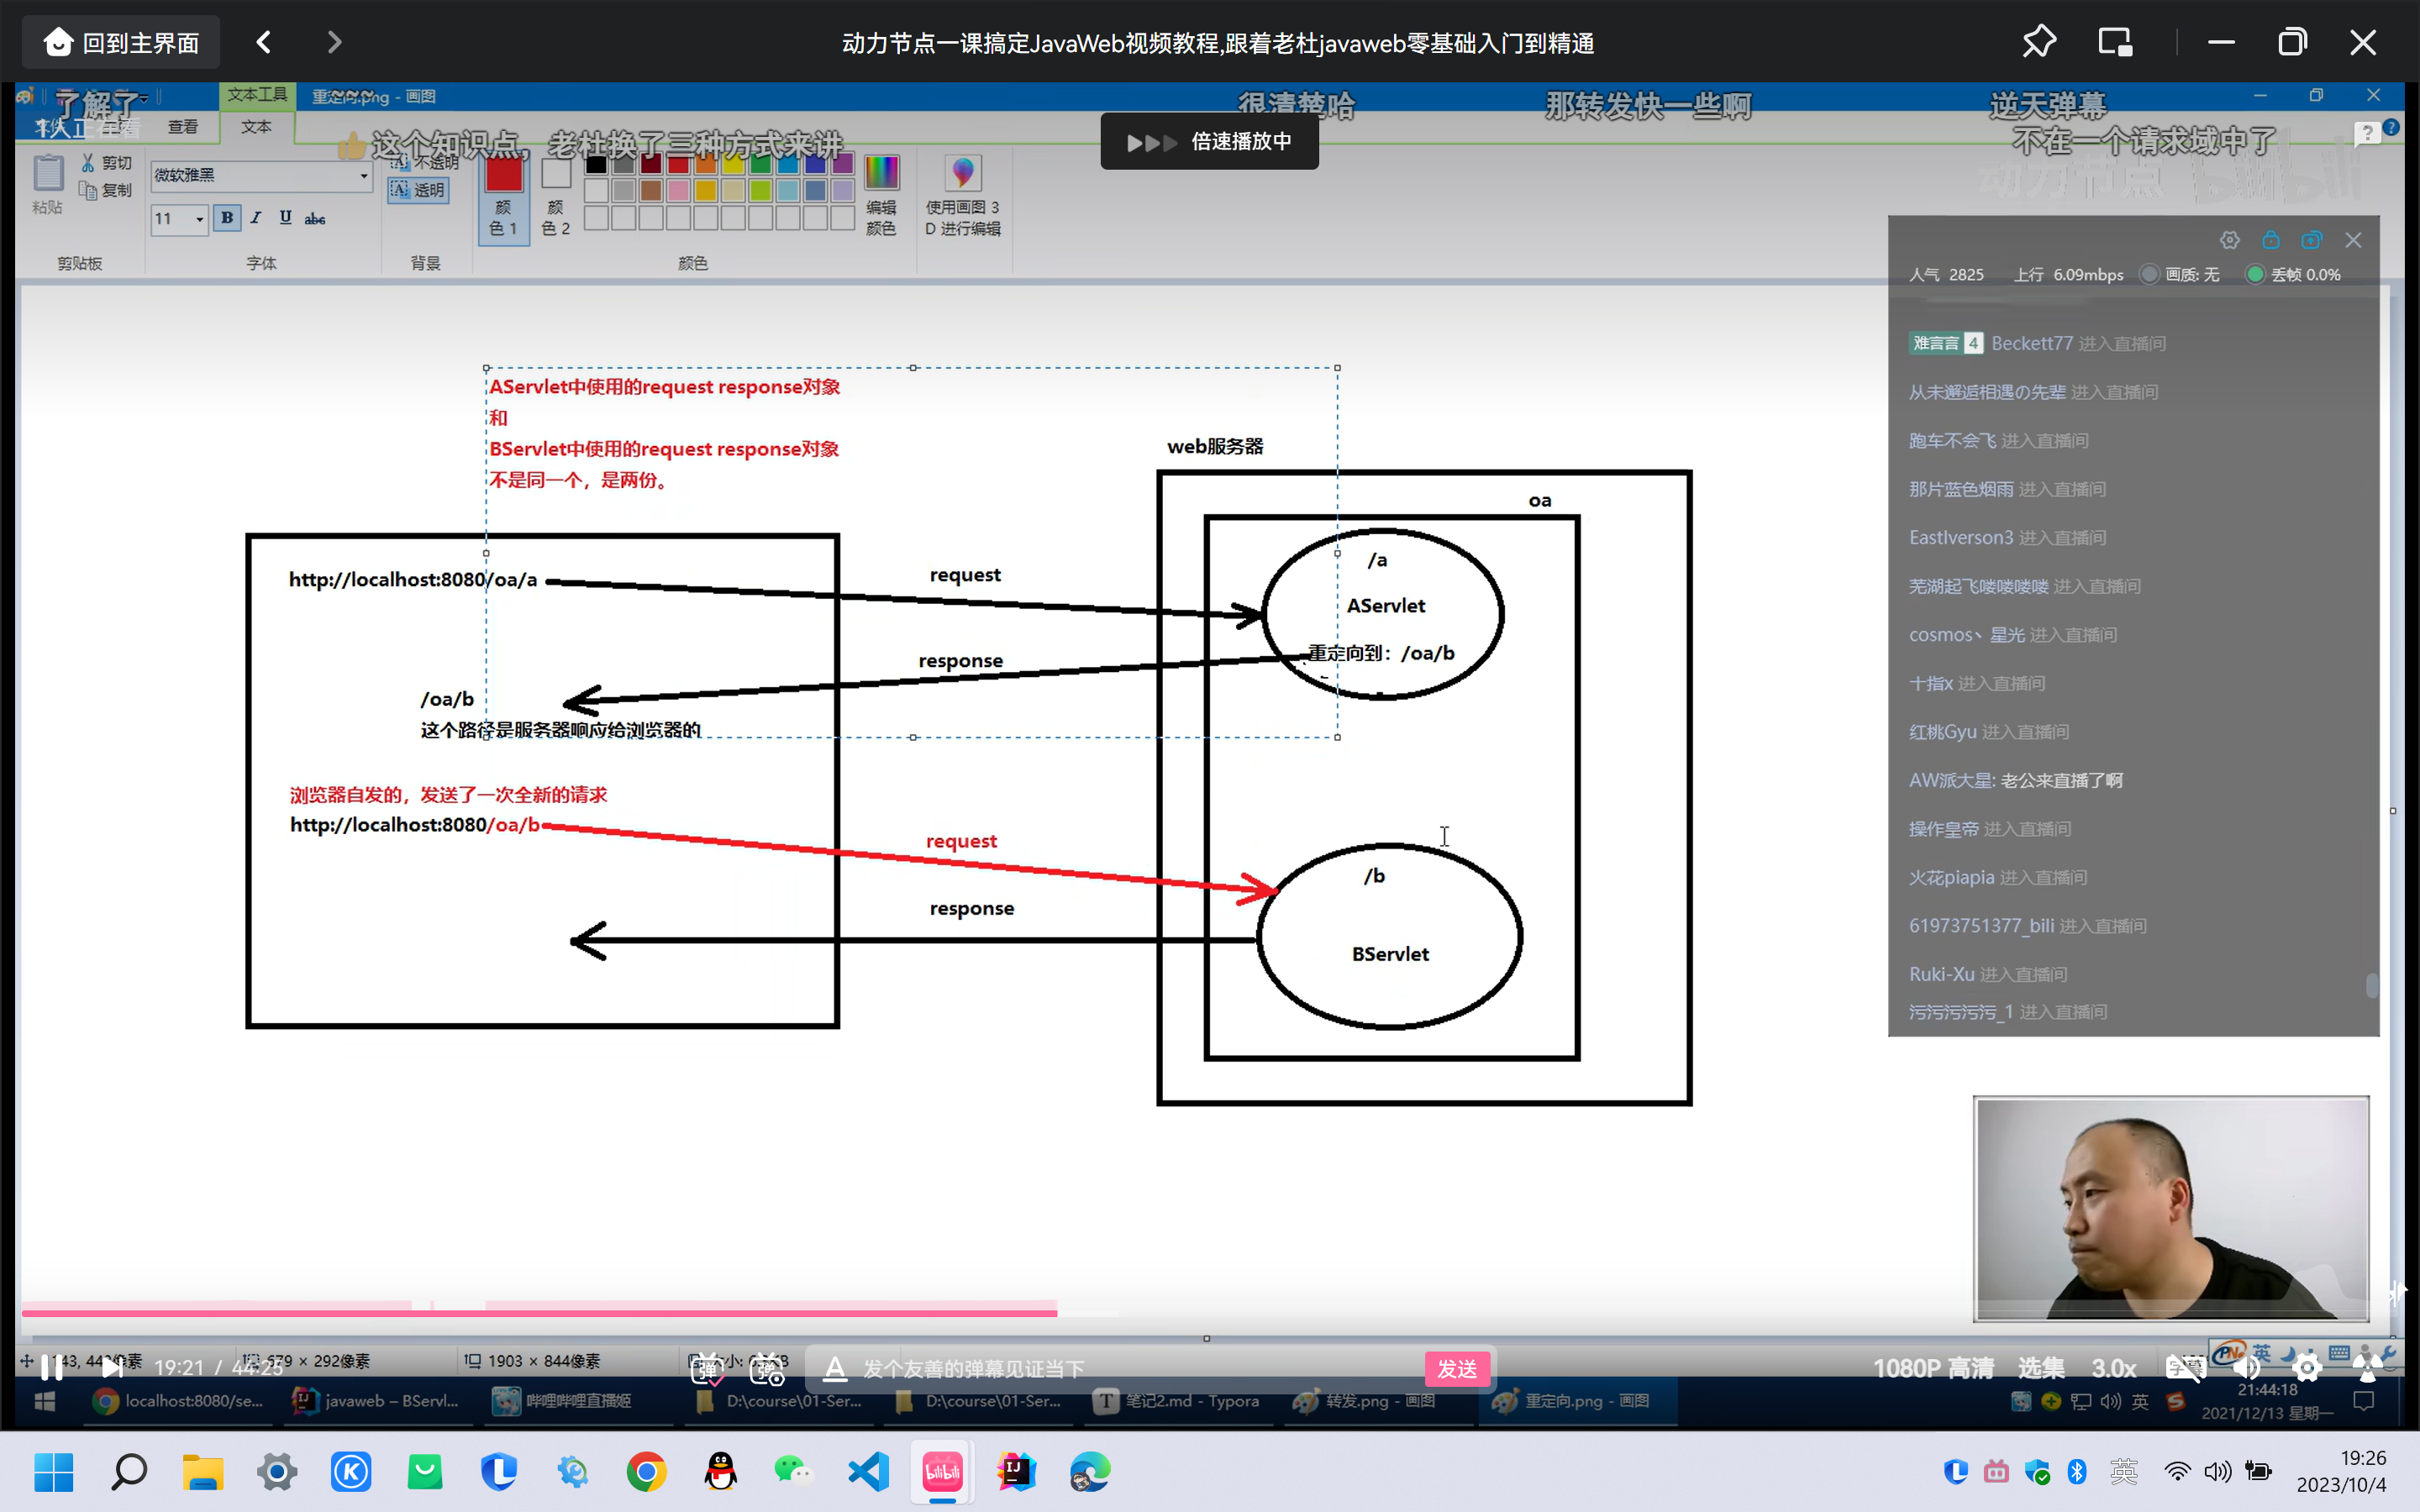 回到主界面
动力节点一课搞定JavaWeb视频教程,跟着老杜javaweb零基础入门到精通
文本工具
重定向.png - 画图
了解了
很清楚哈
那转发快一些啊
逆天弹幕
1人正在看
查看
文本
这个知识点，老杜换了三种方式来讲
倍速播放中
不在一个请求域中了
动力节点 bilibili
粘贴
剪切
复制
剪贴板
微软雅黑
11
B I U abc
字体
不透明
透明
背景
颜色 1
颜色 2
编辑颜色
颜色
使用画图 3D 进行编辑
人气 2825 上行 6.09mbps 画质: 无 丢帧 0.0%
难言言 4 Beckett77 进入直播间
从未邂逅相遇の先辈 进入直播间
跑车不会飞 进入直播间
那片蓝色烟雨 进入直播间
Eastlverson3 进入直播间
芜湖起飞喽喽喽喽 进入直播间
cosmos丶星光 进入直播间
十指x 进入直播间
红桃Gyu 进入直播间
AW派大星: 老公来直播了啊
操作皇帝 进入直播间
火花piapia 进入直播间
61973751377_bili 进入直播间
Ruki-Xu 进入直播间
污污污污污_1 进入直播间
AServlet中使用的request response对象
和
BServlet中使用的request response对象
不是同一个，是两份。
web服务器
oa
http://localhost:8080/oa/a
request
/a
AServlet
重定向到：/oa/b
response
/oa/b
这个路径是服务器响应给浏览器的
浏览器自发的，发送了一次全新的请求
http://localhost:8080/oa/b
request
/b
response
BServlet
19:21 / 44:25
679 × 292像素
1903 × 844像素
发个友善的弹幕见证当下
发送
1080P 高清
选集
3.0x
英
localhost:8080/se...
javaweb – BServl...
哔哩哔哩直播姬
D:\course\01-Ser...
D:\course\01-Ser...
笔记2.md - Typora
转发.png - 画图
重定向.png - 画图
英
21:44:18
2021/12/13 星期一
bilibili
英
19:26
2023/10/4